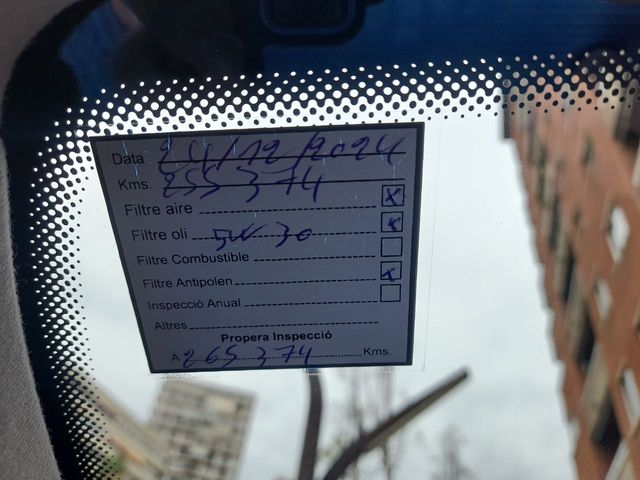 Data 24/12/2024
Kms. 255 374
Filtre aire x
Filtre oli 5W 30 x
Filtre Combustible
Filtre Antipolen x
Inspecció Anual
Altres
Propera Inspecció
A 265 374 Kms.